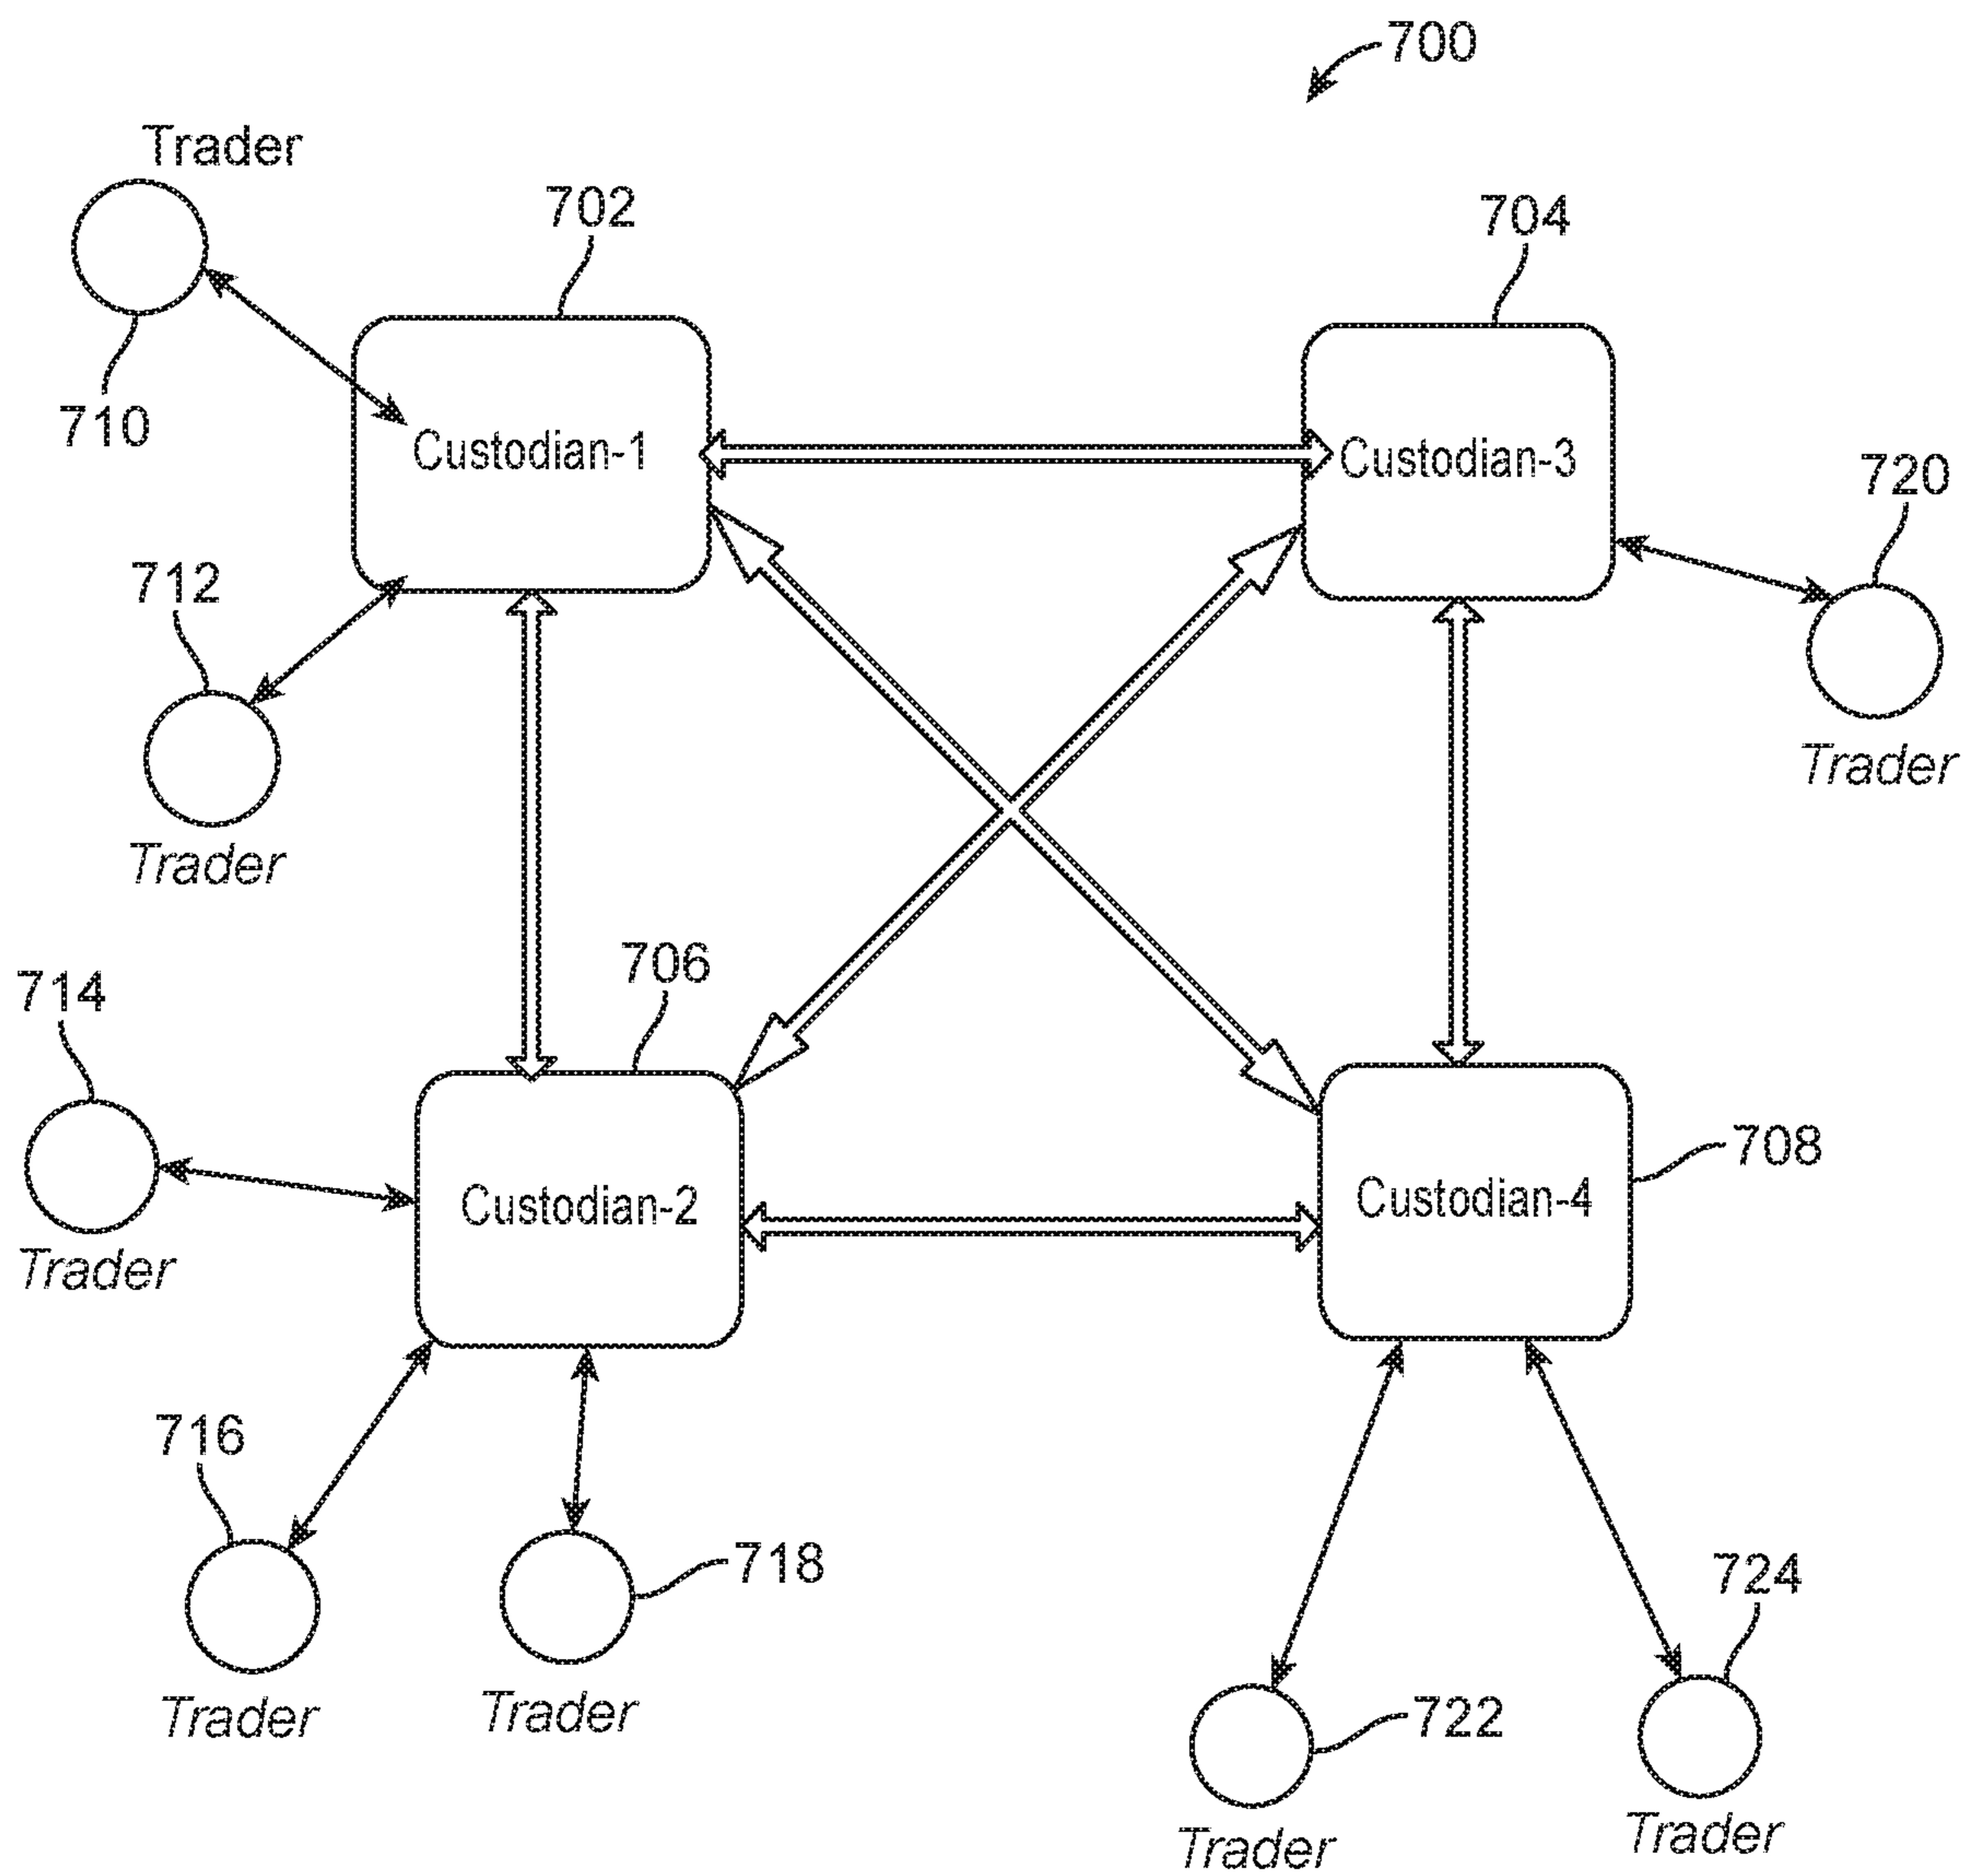 700
Trader
702
704
710
Custodian-1
Custodian-3
720
712
Trader
Trader
706
714
708
Custodian-2
Custodian-4
Trader
716
718
724
Trader
Trader
722
Trader
Trader